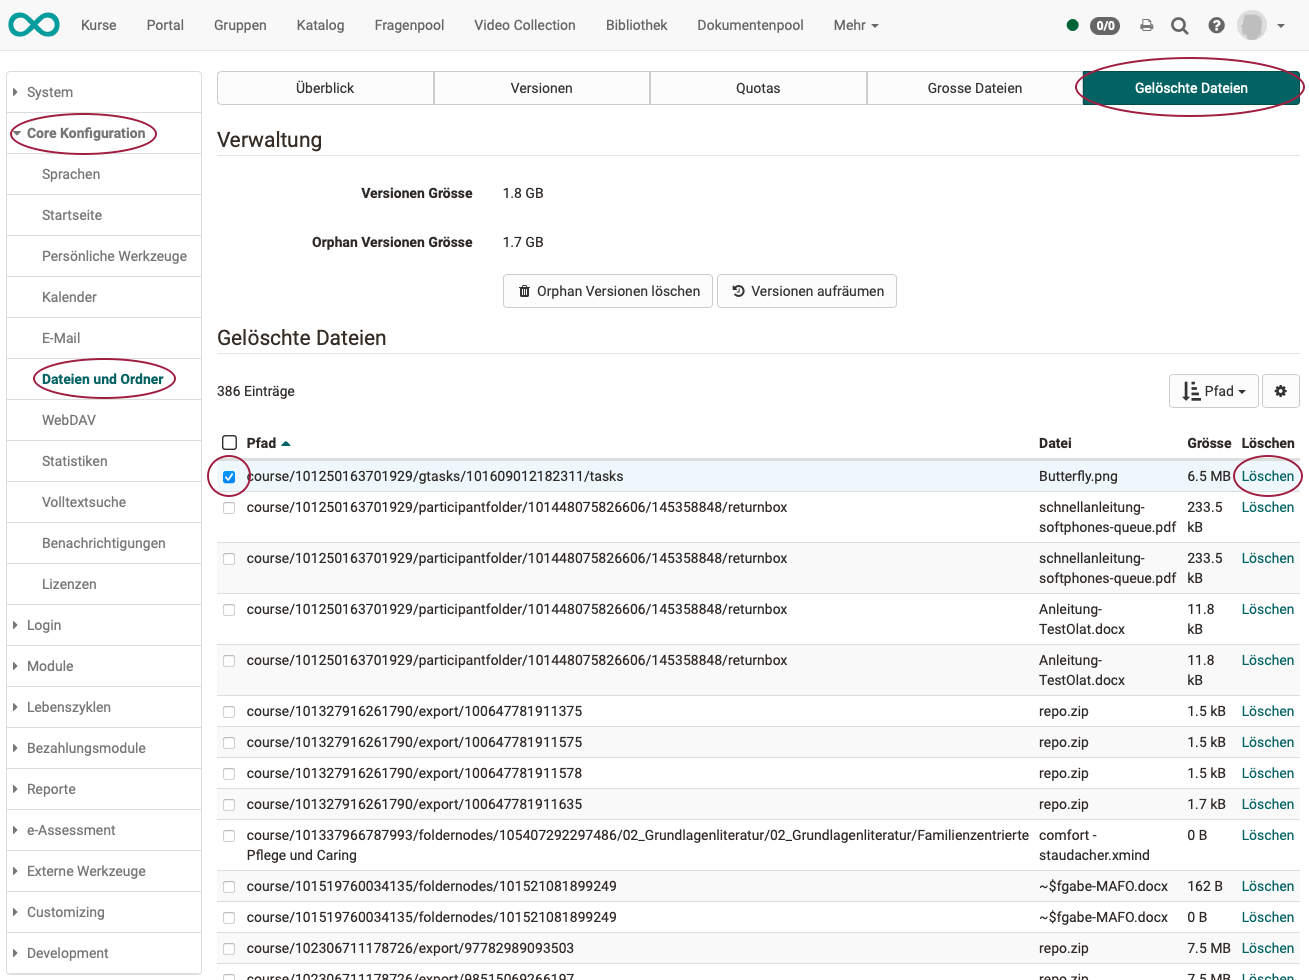 Kurse Portal Gruppen Katalog Fragenpool Video Collection Bibliothek Dokumentenpool Mehr 0/0
System
Core Konfiguration
Sprachen
Startseite
Persönliche Werkzeuge
Kalender
E-Mail
Dateien und Ordner
WebDAV
Statistiken
Volltextsuche
Benachrichtigungen
Lizenzen
Login
Module
Lebenszyklen
Bezahlungsmodule
Reporte
e-Assessment
Externe Werkzeuge
Customizing
Development
Überblick Versionen Quotas Grosse Dateien Gelöschte Dateien
Verwaltung
Versionen Grösse 1.8 GB
Orphan Versionen Grösse 1.7 GB
Orphan Versionen löschen Versionen aufräumen
Gelöschte Dateien
386 Einträge Pfad
Pfad Datei Grösse Löschen
course/101250163701929/gtasks/101609012182311/tasks Butterfly.png 6.5 MB Löschen
course/101250163701929/participantfolder/101448075826606/145358848/returnbox schnellanleitung- 233.5 Löschen
softphones-queue.pdf kB
course/101250163701929/participantfolder/101448075826606/145358848/returnbox schnellanleitung- 233.5 Löschen
softphones-queue.pdf kB
course/101250163701929/participantfolder/101448075826606/145358848/returnbox Anleitung- 11.8 Löschen
TestOlat.docx kB
course/101250163701929/participantfolder/101448075826606/145358848/returnbox Anleitung- 11.8 Löschen
TestOlat.docx kB
course/101327916261790/export/100647781911375 repo.zip 1.5 kB Löschen
course/101327916261790/export/100647781911575 repo.zip 1.5 kB Löschen
course/101327916261790/export/100647781911578 repo.zip 1.5 kB Löschen
course/101327916261790/export/100647781911635 repo.zip 1.7 kB Löschen
course/101337966787993/foldernodes/105407292297486/02_Grundlagenliteratur/02_Grundlagenliteratur/Familienzentrierte comfort - 0 B Löschen
Pflege und Caring staudacher.xmind
course/101519760034135/foldernodes/101521081899249 ~$fgabe-MAFO.docx 162 B Löschen
course/101519760034135/foldernodes/101521081899249 ~$fgabe-MAFO.docx 0 B Löschen
course/102306711178726/export/97782989093503 repo.zip 7.5 MB Löschen
course/102306711178726/export/98515069266197 repo.zip 7.5 MB Löschen